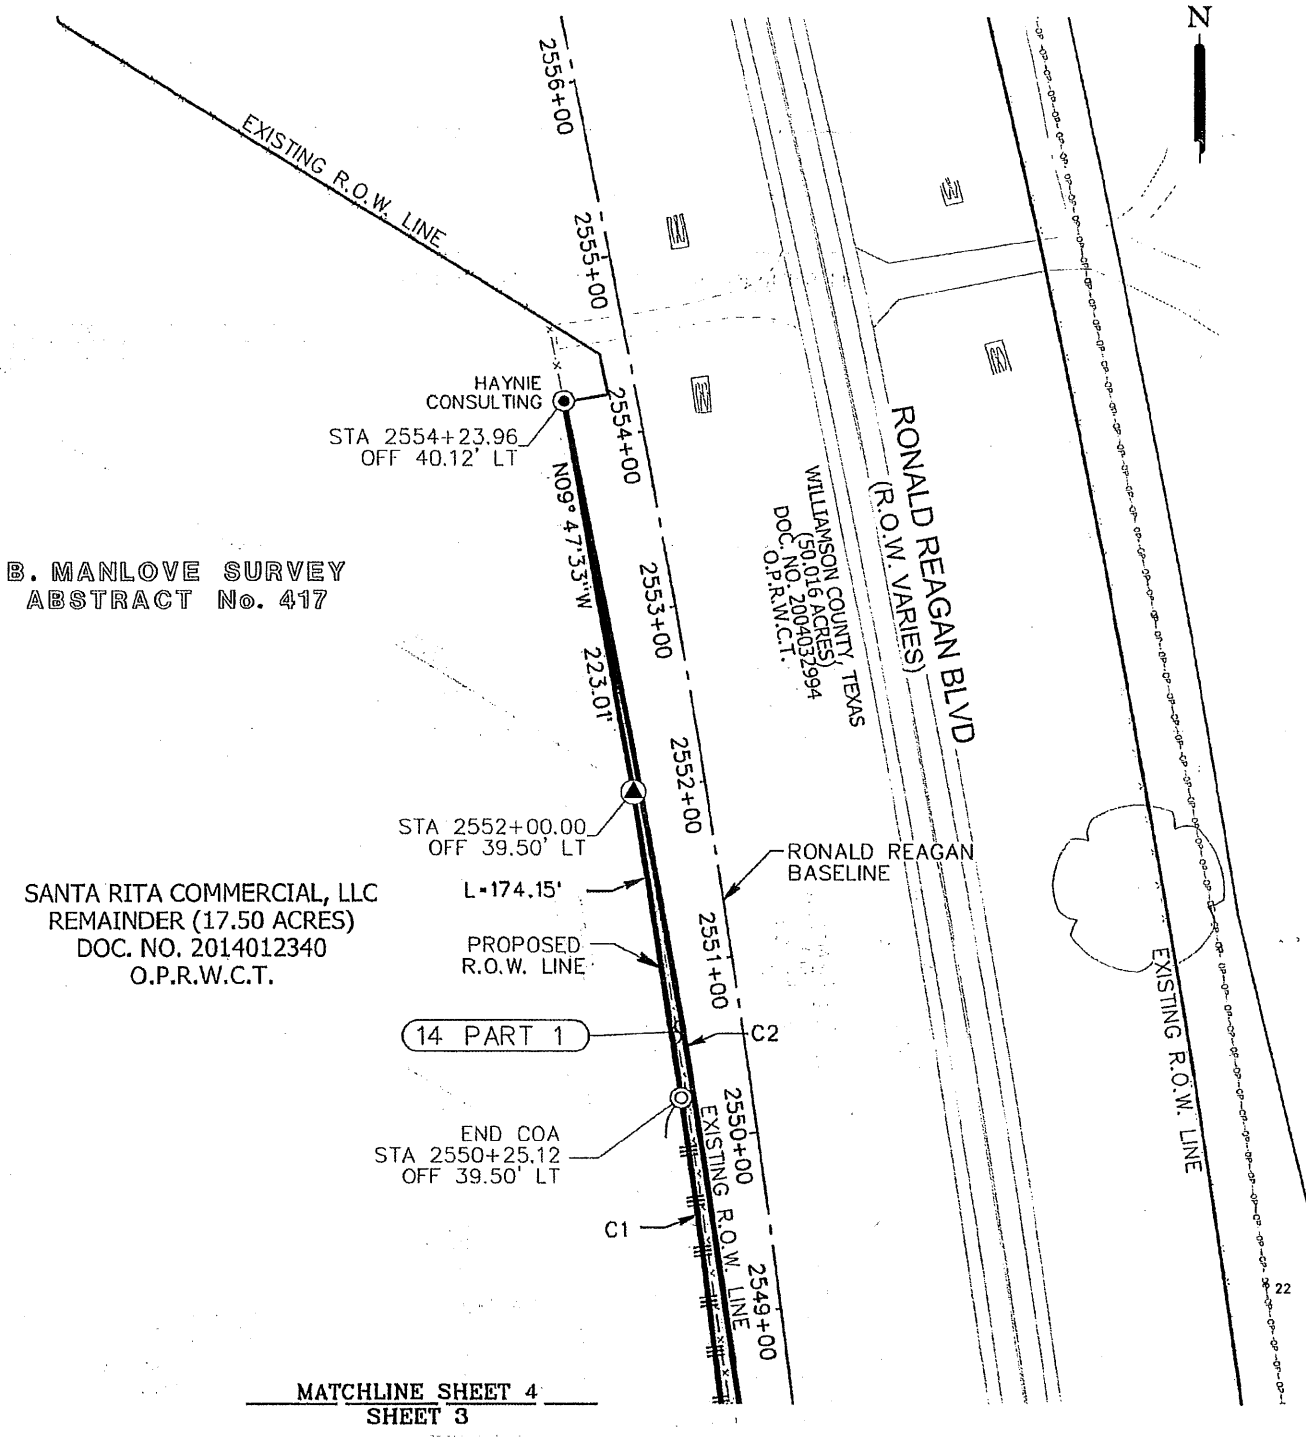 N
2556+00
EXISTING R.O.W. LINE
2555+00
HAYNIE
CONSULTING
STA 2554+23.96
OFF 40.12' LT
2554+00
RONALD REAGAN BLVD
(R.O.W. VARIES)
WILLIAMSON COUNTY, TEXAS
(50.016 ACRES)
DOC. NO. 2004032994
O.P.R.W.C.T.
N09°47'33"W 223.01'
B. MANLOVE SURVEY
ABSTRACT No. 417
2553+00
2552+00
STA 2552+00.00
OFF 39.50' LT
RONALD REAGAN
BASELINE
L=174.15'
SANTA RITA COMMERCIAL, LLC
REMAINDER (17.50 ACRES)
DOC. NO. 2014012340
O.P.R.W.C.T.
PROPOSED
R.O.W. LINE
2551+00
EXISTING R.O.W. LINE
14 PART 1
C2
2550+00
END COA
STA 2550+25.12
OFF 39.50' LT
EXISTING R.O.W. LINE
C1
2549+00
22
MATCHLINE SHEET 4
SHEET 3